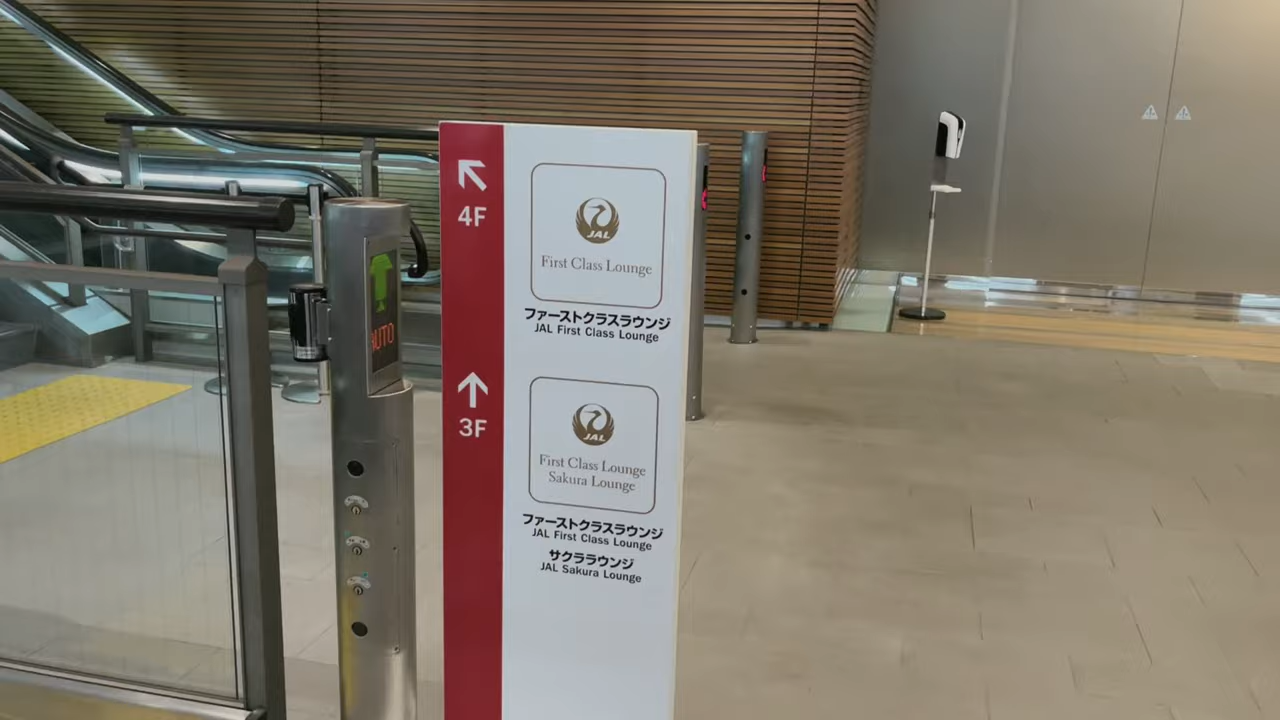 4F
JAL
First Class Lounge
ファーストクラスラウンジ
JAL First Class Lounge
3F
JAL
First Class Lounge
Sakura Lounge
ファーストクラスラウンジ
JAL First Class Lounge
サクララウンジ
JAL Sakura Lounge
AUTO